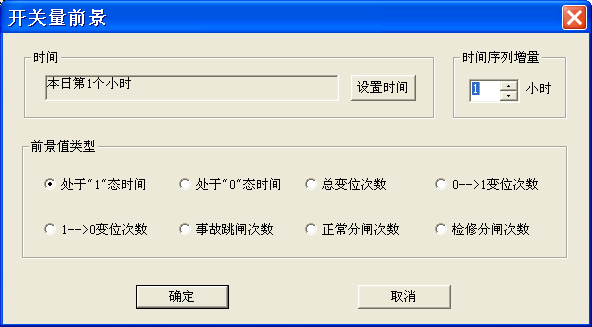 开关量前景
时间
时间序列增量
本日第1个小时
设置时间
1
小时
前景值类型
处于"1"态时间
处于"0"态时间
总变位次数
0-->1变位次数
1-->0变位次数
事故跳闸次数
正常分闸次数
检修分闸次数
确定
取消